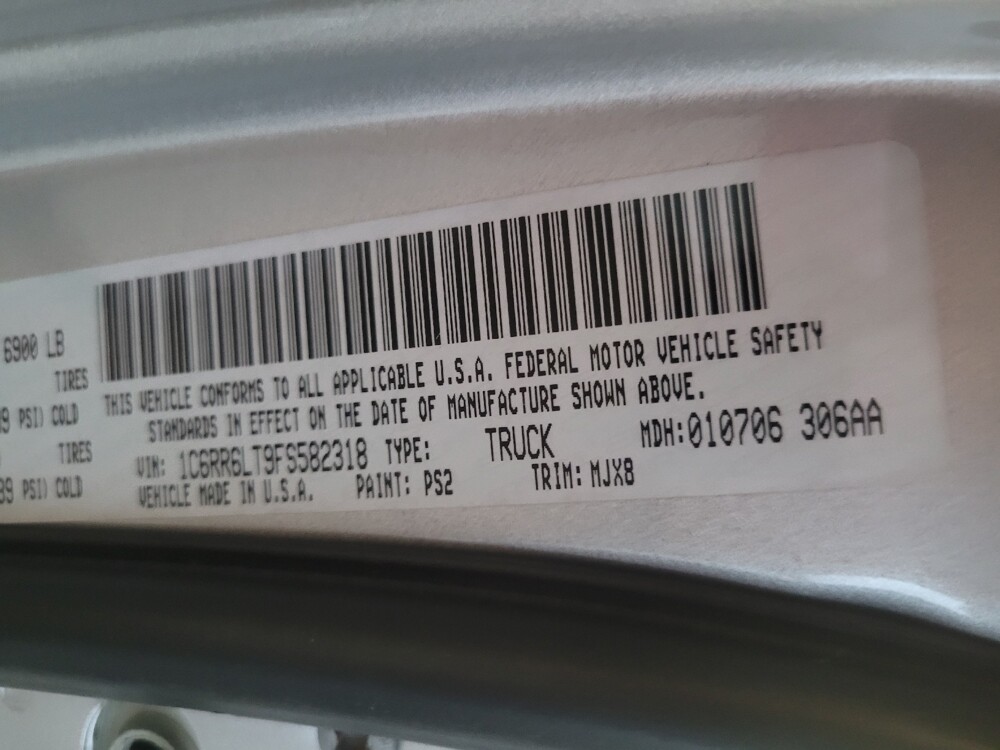 6900 LB
TIRES
39 PSI) COLD
TIRES
39 PSI) COLD
THIS VEHICLE CONFORMS TO ALL APPLICABLE U.S.A. FEDERAL MOTOR VEHICLE SAFETY
STANDARDS IN EFFECT ON THE DATE OF MANUFACTURE SHOWN ABOVE.
VIN: 1C6RR6LT9FS582318 TYPE: TRUCK MDH:010706 306AA
VEHICLE MADE IN U.S.A. PAINT: PS2 TRIM: MJX8